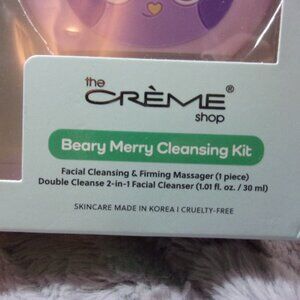 the
CRÈME®
shop
Beary Merry Cleansing Kit
Facial Cleansing & Firming Massager (1 piece)
Double Cleanse 2-in-1 Facial Cleanser (1.01 fl. oz. / 30 ml)
SKINCARE MADE IN KOREA I CRUELTY-FREE